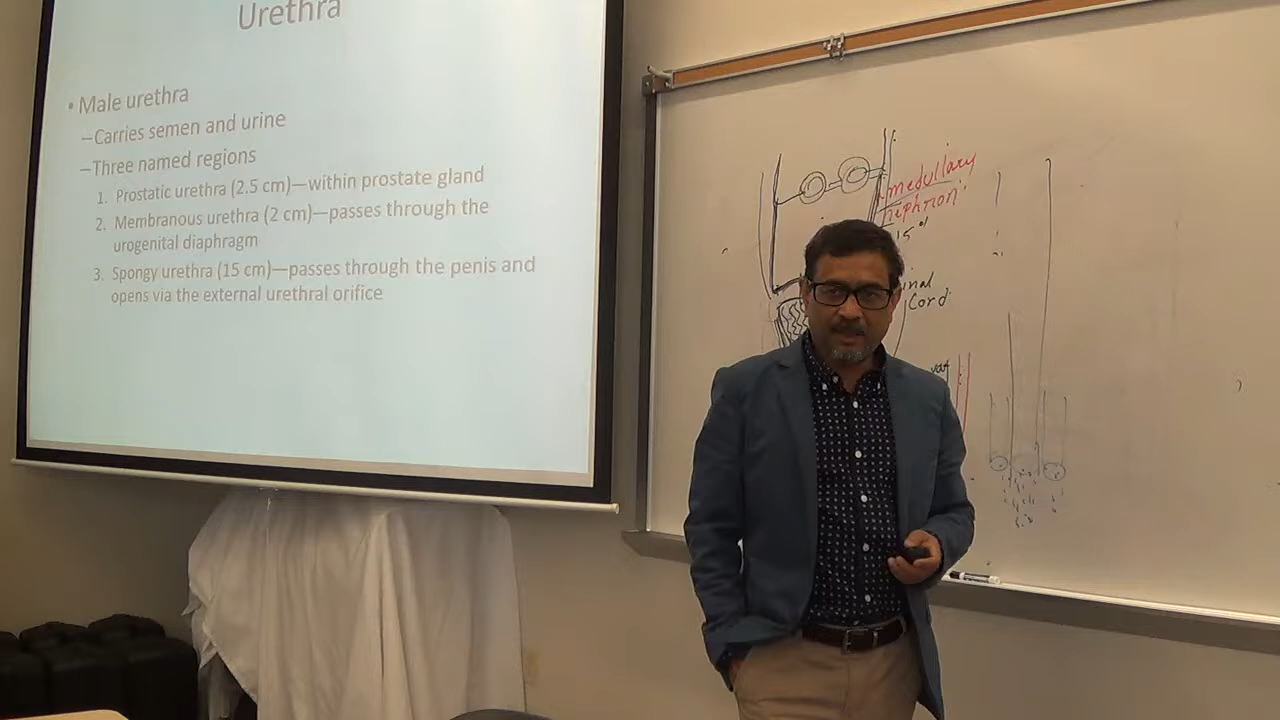 Urethra
• Male urethra
–Carries semen and urine
–Three named regions
1. Prostatic urethra (2.5 cm)—within prostate gland
2. Membranous urethra (2 cm)—passes through the
urogenital diaphragm
3. Spongy urethra (15 cm)—passes through the penis and
opens via the external urethral orifice
medullary
nephron
Cord